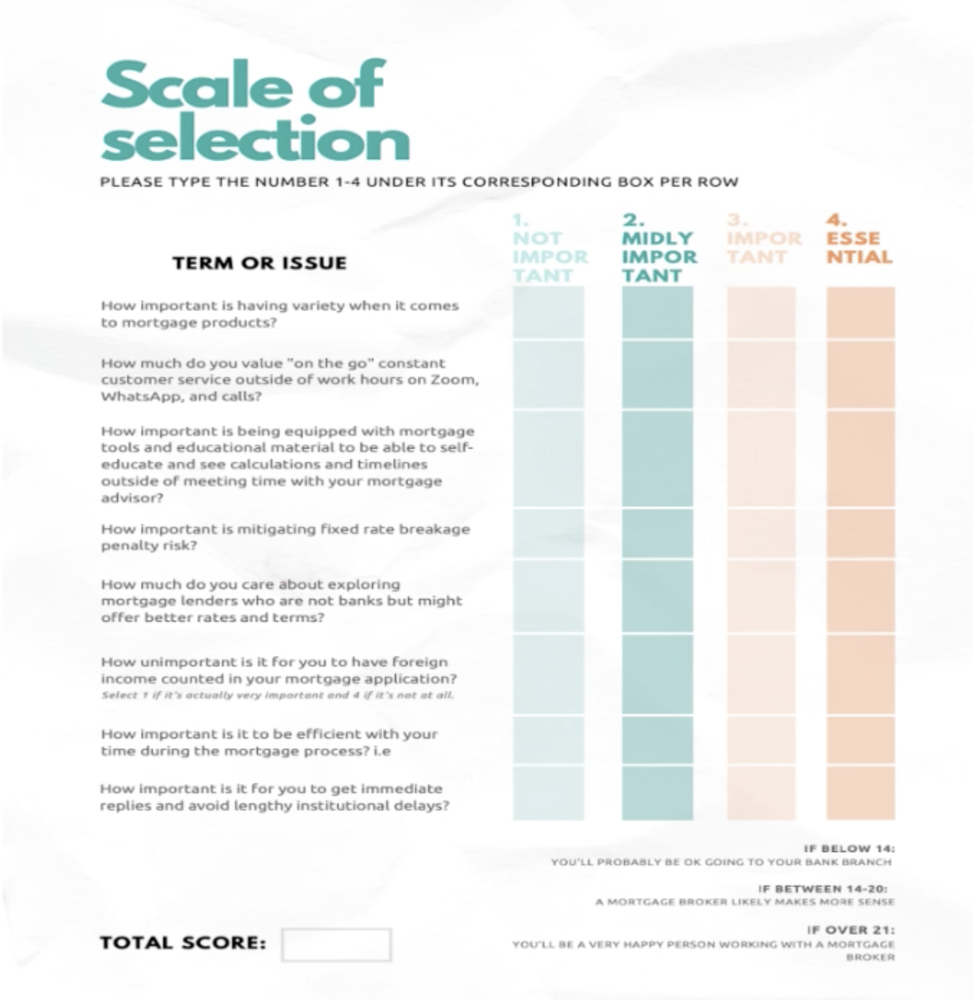 Scale of
selection
PLEASE TYPE THE NUMBER 1-4 UNDER ITS CORRESPONDING BOX PER ROW
TERM OR ISSUE
1.
NOT
IMPOR
TANT
2.
MIDLY
IMPOR
TANT
3.
IMPOR
TANT
4.
ESSE
NTIAL
How important is having variety when it comes
to mortgage products?
How much do you value "on the go" constant
customer service outside of work hours on Zoom,
WhatsApp, and calls?
How important is being equipped with mortgage
tools and educational material to be able to self-
educate and see calculations and timelines
outside of meeting time with your mortgage
advisor?
How important is mitigating fixed rate breakage
penalty risk?
How much do you care about exploring
mortgage lenders who are not banks but might
offer better rates and terms?
How unimportant is it for you to have foreign
income counted in your mortgage application?
Select 1 if it's actually very important and 4 if it's not at all.
How important is it to be efficient with your
time during the mortgage process? i.e
How important is it for you to get immediate
replies and avoid lengthy institutional delays?
IF BELOW 14:
YOU'LL PROBABLY BE OK GOING TO YOUR BANK BRANCH
IF BETWEEN 14-20:
A MORTGAGE BROKER LIKELY MAKES MORE SENSE
IF OVER 21:
YOU'LL BE A VERY HAPPY PERSON WORKING WITH A MORTGAGE
BROKER
TOTAL SCORE: